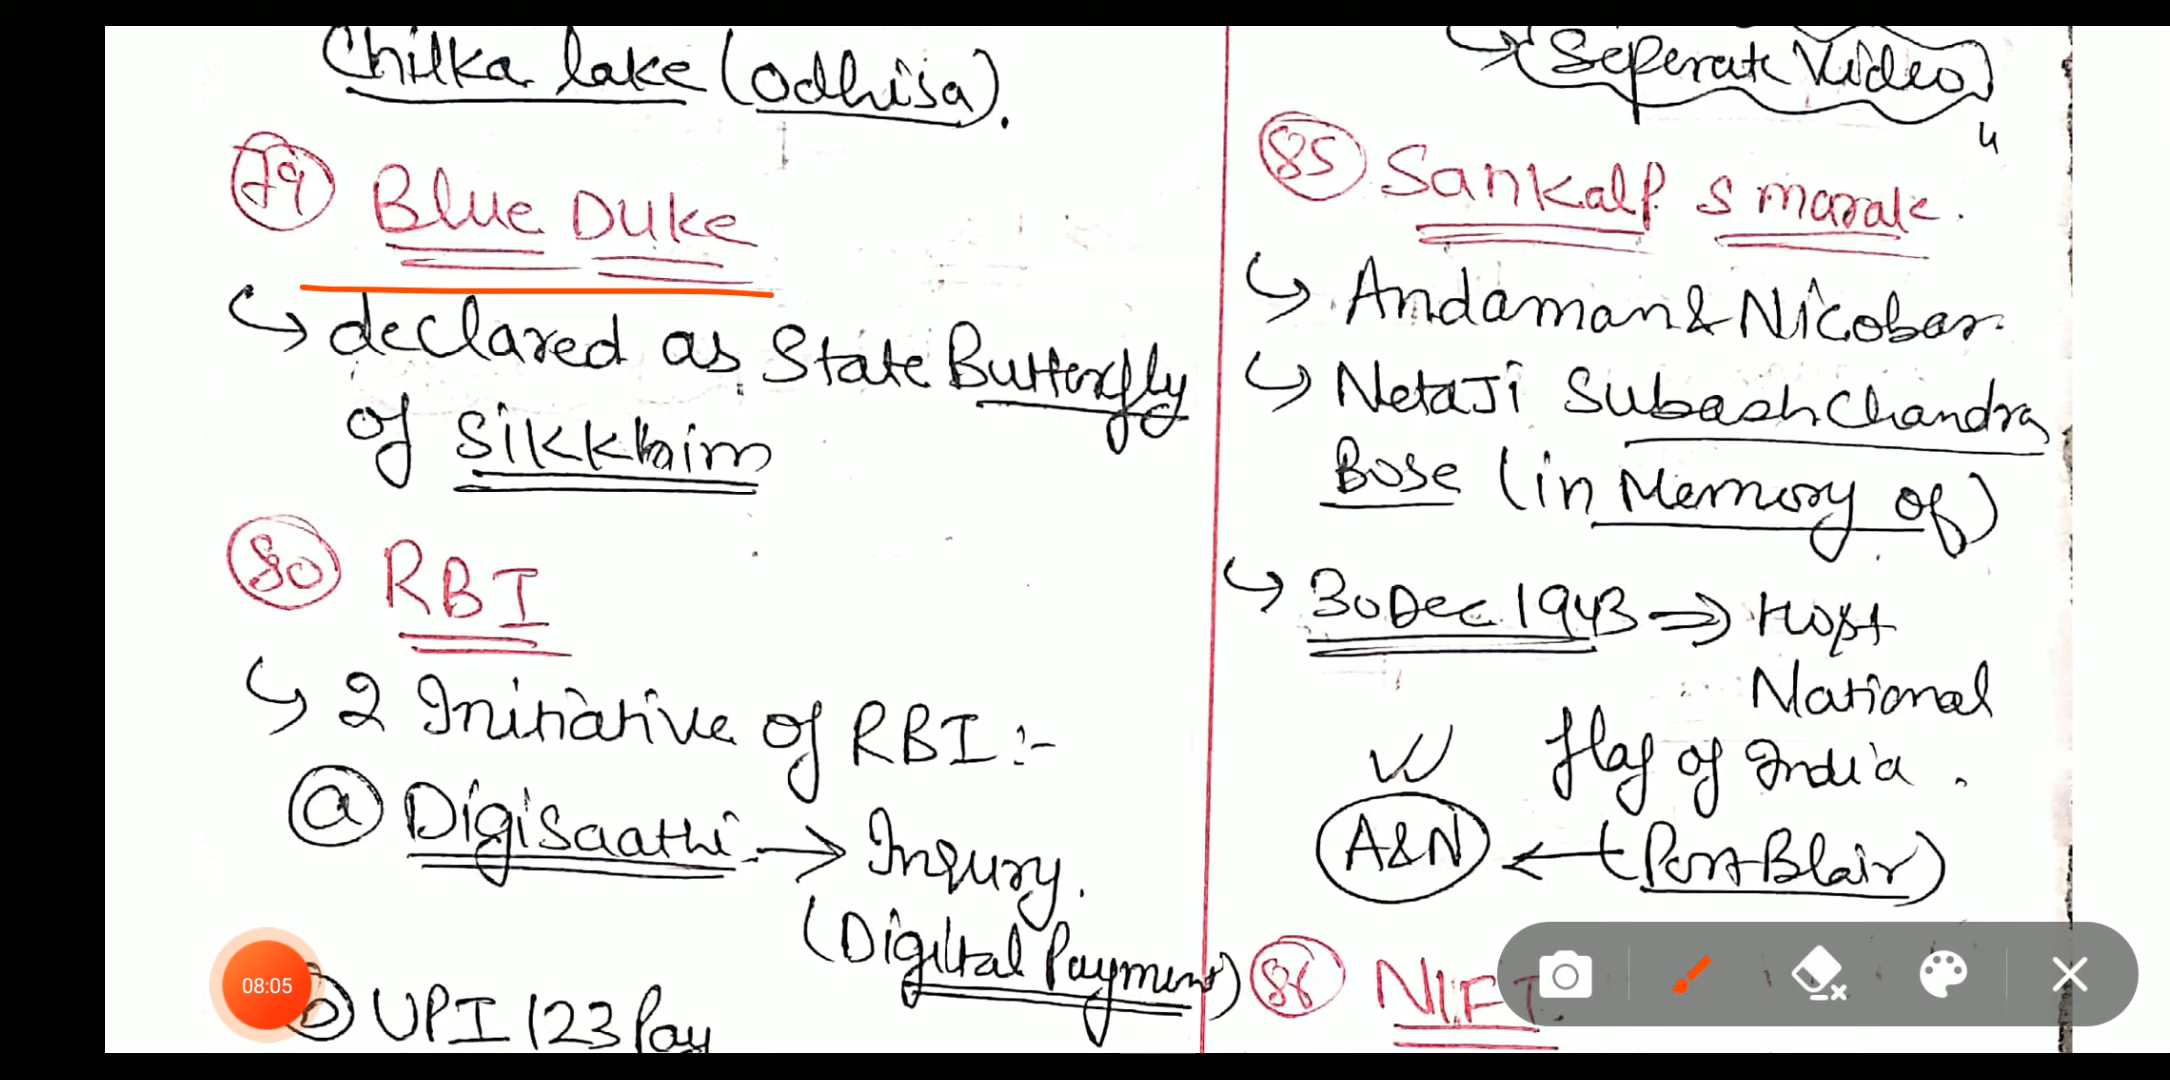 Chilka lake (odhisa).
79 Blue Duke
↪ declared as State Butterfly
of Sikkhim
80 RBI
↪ 2 Initiative of RBI :-
a Digisaathi → Inqury.
(Digiltal Payment)
b UPI 123 Pay
08:05
↪ Seperate Video
85 Sankalp Smarak.
↪ Andaman & Nicobar.
↪ NetaJi Subash Chandra
Bose (in Memory of)
↪ 30 Dec 1943 ⇒ Host
National
flag of India.
A&N ← (Port Blair)
86 NIFT.